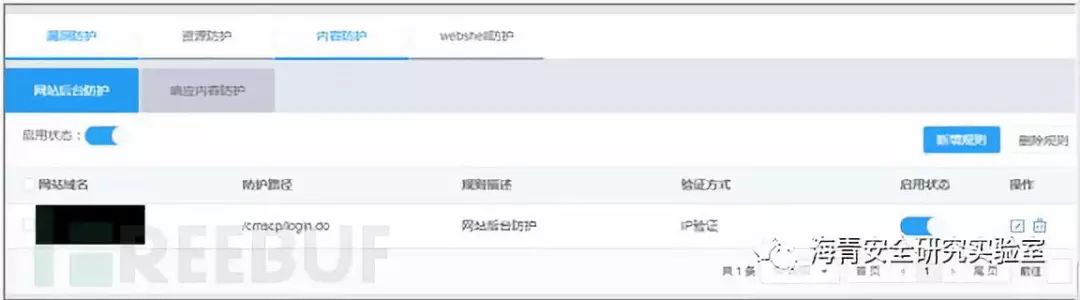 漏洞防护 资源防护 内容防护 webshell防护
网站后台防护 响应内容防护
启用状态： 新增规则 删除规则
网站域名 防护路径 规则描述 验证方式 启用状态 操作
/cmscp/login.do 网站后台防护 IP验证
REEBUF
海青安全研究实验室
共 1 条 首页 1 尾页 前往